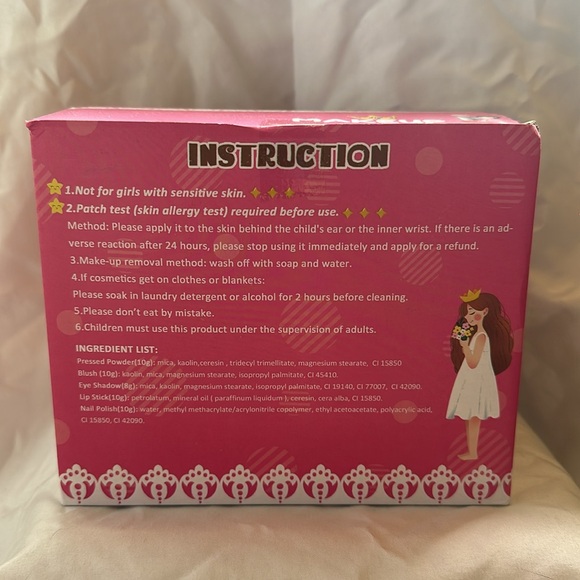 MAKEUP
INSTRUCTION
1.Not for girls with sensitive skin.
2.Patch test (skin allergy test) required before use.
Method: Please apply it to the skin behind the child's ear or the inner wrist. If there is an ad-
verse reaction after 24 hours, please stop using it immediately and apply for a refund.
3.Make-up removal method: wash off with soap and water.
4.If cosmetics get on clothes or blankets:
Please soak in laundry detergent or alcohol for 2 hours before cleaning.
5.Please don't eat by mistake.
6.Children must use this product under the supervision of adults.
INGREDIENT LIST:
Pressed Powder(10g): mica, kaolin,ceresin , tridecyl trimellitate, magnesium stearate, CI 15850
Blush (10g): kaolin, mica, magnesium stearate, isopropyl palmitate, CI 45410.
Eye Shadow(8g): mica, kaolin, magnesium stearate, isopropyl palmitate, CI 19140, CI 77007, CI 42090.
Lip Stick(10g): petrolatum, mineral oil ( paraffinum liquidum ), ceresin, cera alba, CI 15850.
Nail Polish(10g): water, methyl methacrylate/acrylonitrile copolymer, ethyl acetoacetate, polyacrylic acid,
CI 15850, CI 42090.